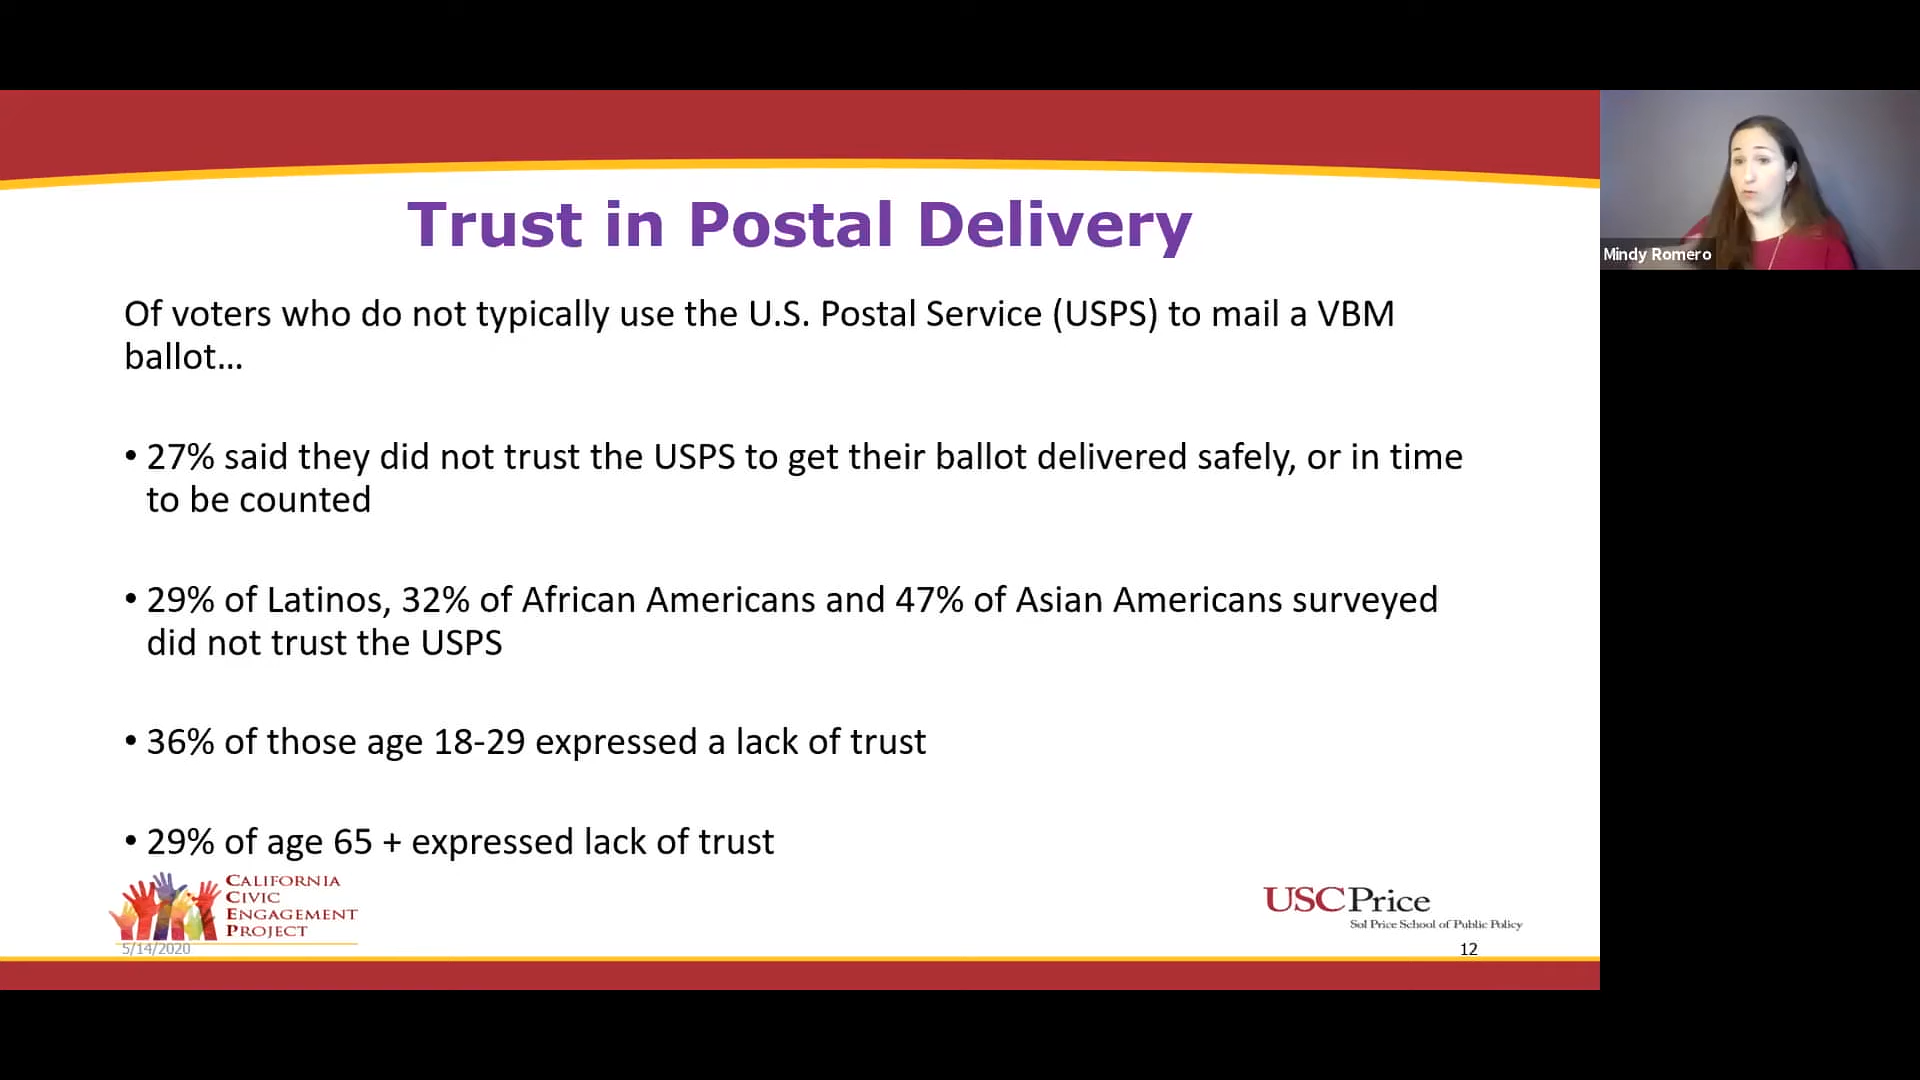 Trust in Postal Delivery
Mindy Romero
Of voters who do not typically use the U.S. Postal Service (USPS) to mail a VBM
ballot...
• 27% said they did not trust the USPS to get their ballot delivered safely, or in time
to be counted
• 29% of Latinos, 32% of African Americans and 47% of Asian Americans surveyed
did not trust the USPS
• 36% of those age 18-29 expressed a lack of trust
• 29% of age 65 + expressed lack of trust
CALIFORNIA
CIVIC
ENGAGEMENT
PROJECT
5/14/2020
USC Price
Sol Price School of Public Policy
12